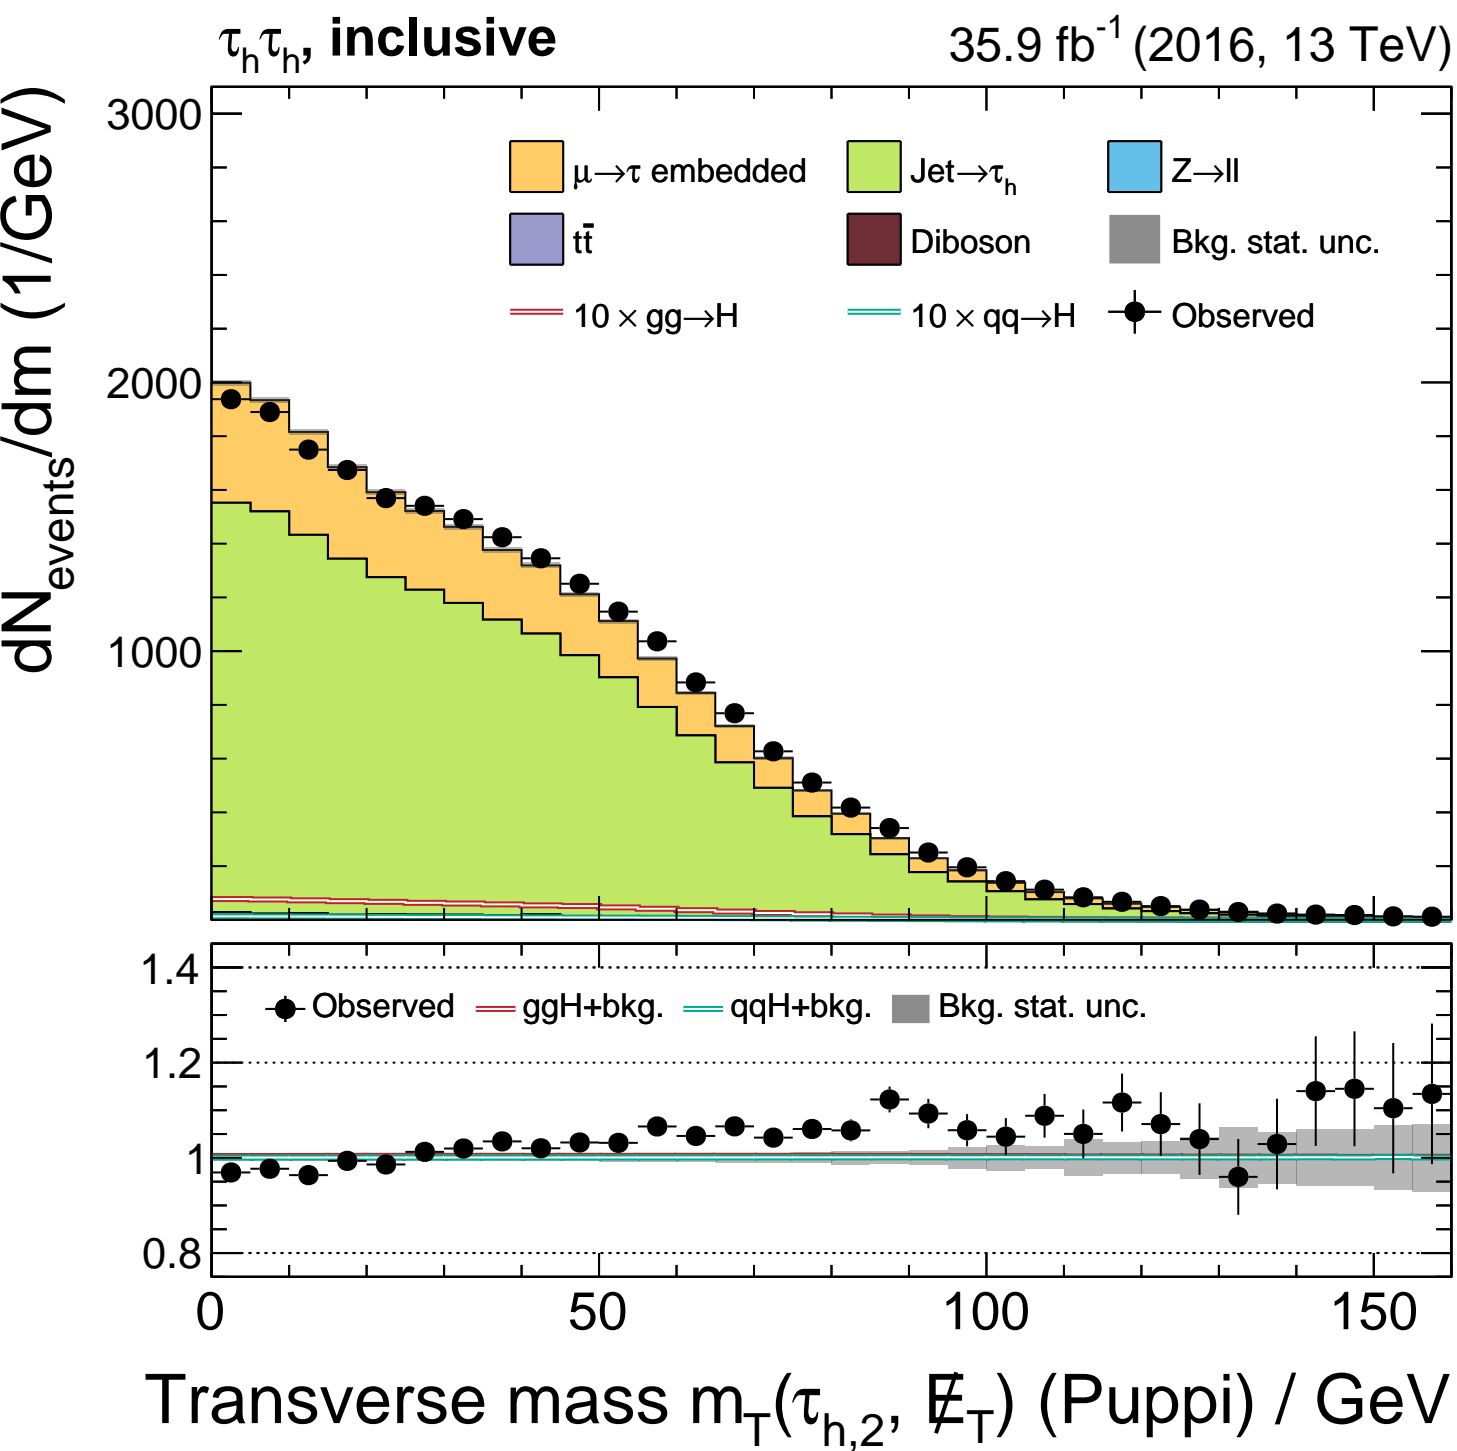 τhτh, inclusive 35.9 fb-1 (2016, 13 TeV)
dNevents/dm (1/GeV)
3000
2000
1000
μ→τ embedded Jet→τh Z→ll
tt̄ Diboson Bkg. stat. unc.
10 × gg→H 10 × qq→H Observed
1.4
1.2
1
0.8
Observed ggH+bkg. qqH+bkg. Bkg. stat. unc.
0 50 100 150
Transverse mass mT(τh,2, E̸T) (Puppi) / GeV